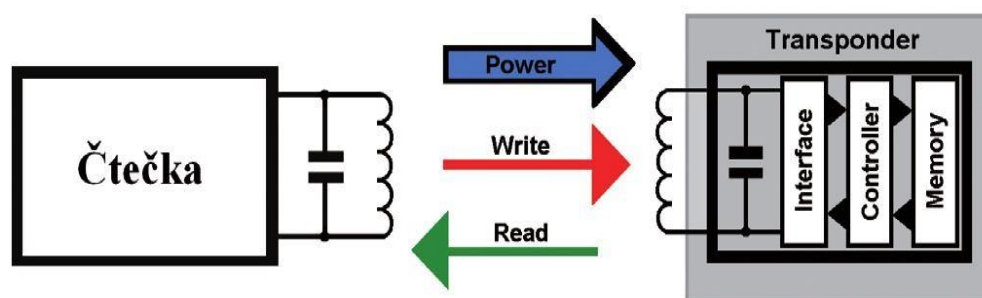 Čtečka
Power
Write
Read
Transponder
Interface
Controller
Memory